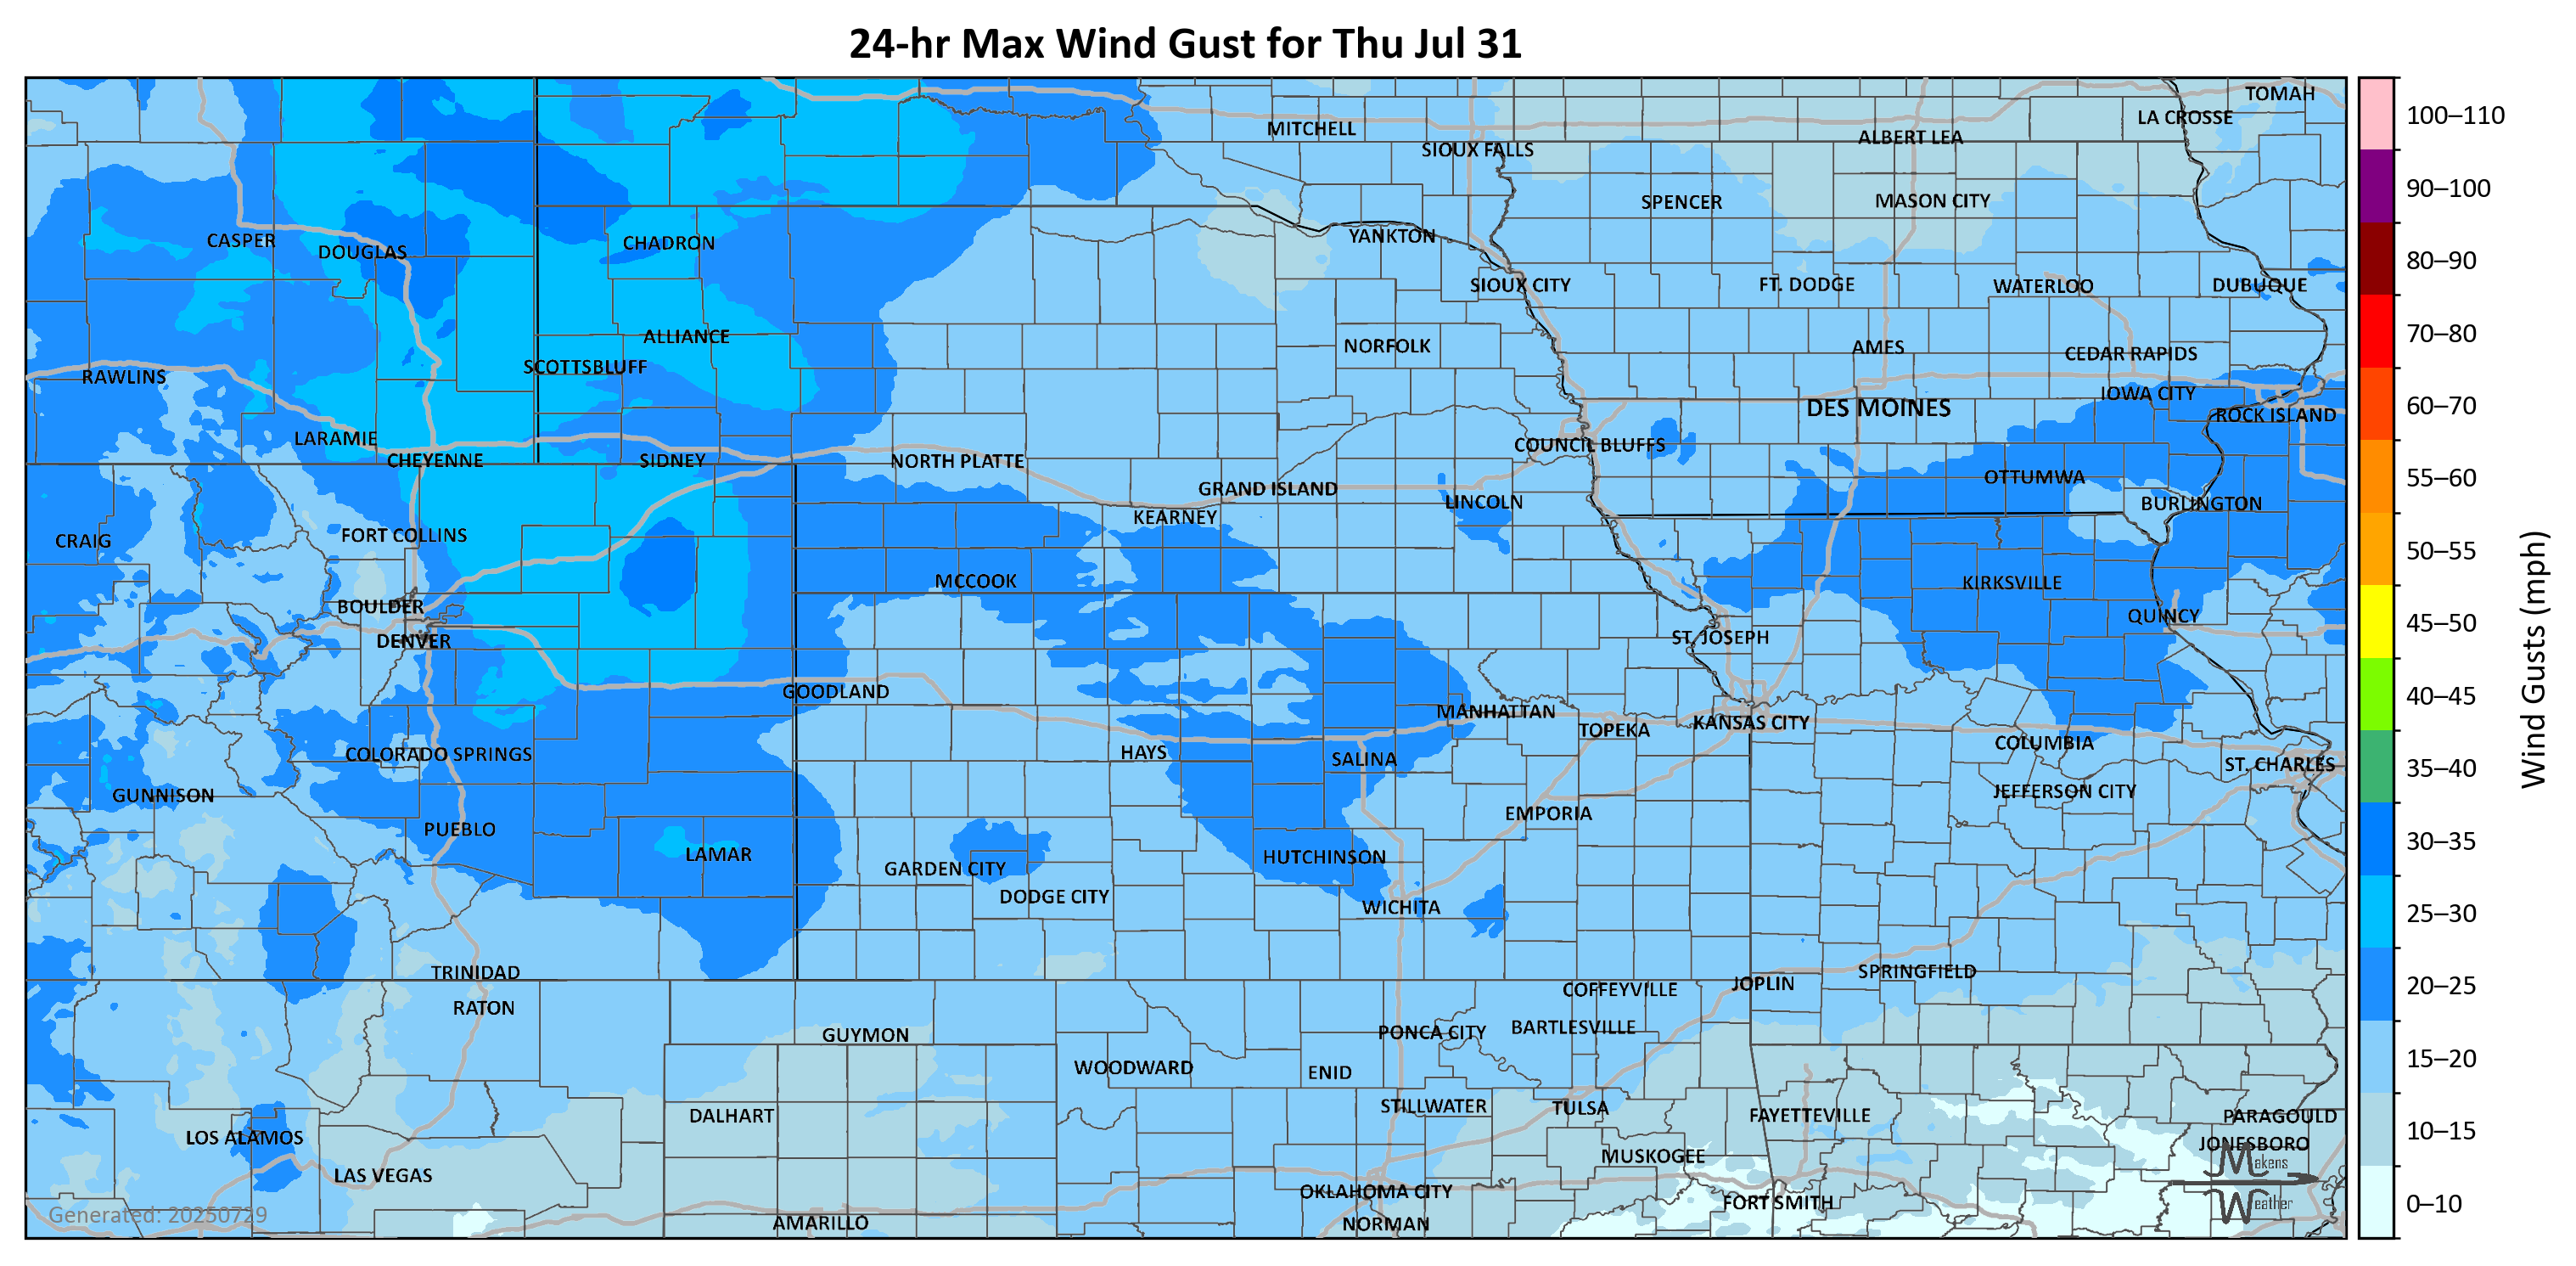 24-hr Max Wind Gust for Thu Jul 31
TOMAH
LA CROSSE
MITCHELL
ALBERT LEA
SIOUX FALLS
SPENCER
MASON CITY
CASPER
DOUGLAS
CHADRON
YANKTON
SIOUX CITY
FT. DODGE
WATERLOO
DUBUQUE
ALLIANCE
NORFOLK
AMES
CEDAR RAPIDS
SCOTTSBLUFF
RAWLINS
IOWA CITY
DES MOINES
ROCK ISLAND
LARAMIE
COUNCIL BLUFFS
CHEYENNE
SIDNEY
NORTH PLATTE
OTTUMWA
GRAND ISLAND
LINCOLN
BURLINGTON
KEARNEY
CRAIG
FORT COLLINS
MCCOOK
KIRKSVILLE
BOULDER
QUINCY
DENVER
ST. JOSEPH
GOODLAND
MANHATTAN
TOPEKA
KANSAS CITY
COLUMBIA
COLORADO SPRINGS
HAYS
SALINA
ST. CHARLES
GUNNISON
JEFFERSON CITY
EMPORIA
PUEBLO
LAMAR
HUTCHINSON
GARDEN CITY
DODGE CITY
WICHITA
TRINIDAD
SPRINGFIELD
JOPLIN
COFFEYVILLE
RATON
GUYMON
PONCA CITY
BARTLESVILLE
WOODWARD
ENID
STILLWATER
TULSA
DALHART
FAYETTEVILLE
PARAGOULD
LOS ALAMOS
JONESBORO
MUSKOGEE
LAS VEGAS
OKLAHOMA CITY
FORT SMITH
AMARILLO
NORMAN
Generated: 20250729
Makens
Weather
100–110
90–100
80–90
70–80
60–70
55–60
50–55
45–50
40–45
35–40
30–35
25–30
20–25
15–20
10–15
0–10
Wind Gusts (mph)